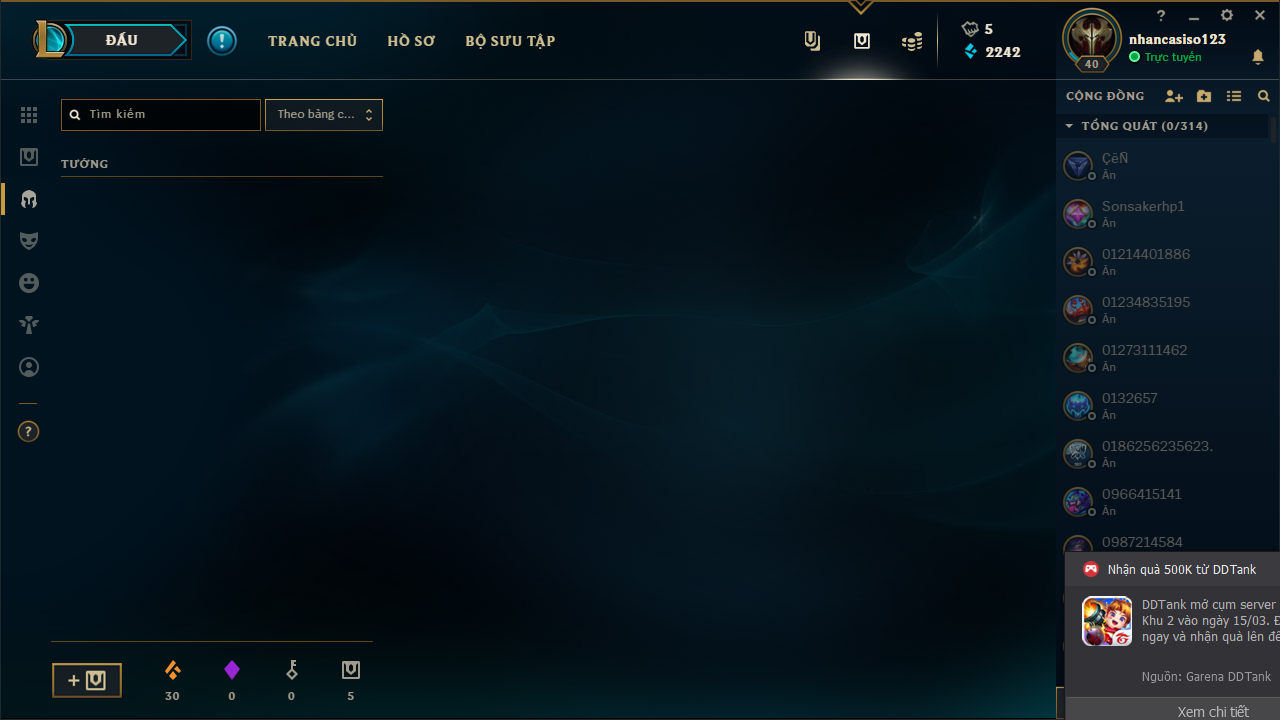 ĐẤU
TRANG CHỦ
HỒ SƠ
BỘ SƯU TẬP
5
2242
40
nhancasiso123
Trực tuyến
?
CỘNG ĐỒNG
Tìm kiếm
Theo bảng c...
TƯỚNG
TỔNG QUÁT (0/314)
ÇëÑ
Ẩn
Sonsakerhp1
Ẩn
01214401886
Ẩn
01234835195
Ẩn
01273111462
Ẩn
0132657
Ẩn
0186256235623.
Ẩn
0966415141
Ẩn
0987214584
?
Nhận quà 500K từ DDTank
DDTank mở cụm server
Khu 2 vào ngày 15/03. Đ
ngay và nhận quà lên đế
Nguồn: Garena DDTank
Xem chi tiết
30
0
0
5